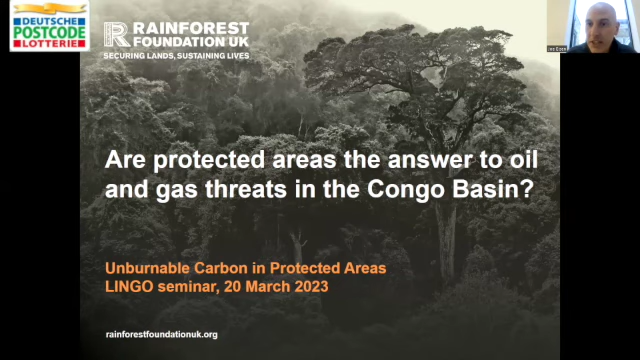 DEUTSCHE
POSTCODE
LOTTERIE
RAINFOREST
FOUNDATION UK
SECURING LANDS, SUSTAINING LIVES
Are protected areas the answer to oil
and gas threats in the Congo Basin?
Unburnable Carbon in Protected Areas
LINGO seminar, 20 March 2023
rainforestfoundationuk.org